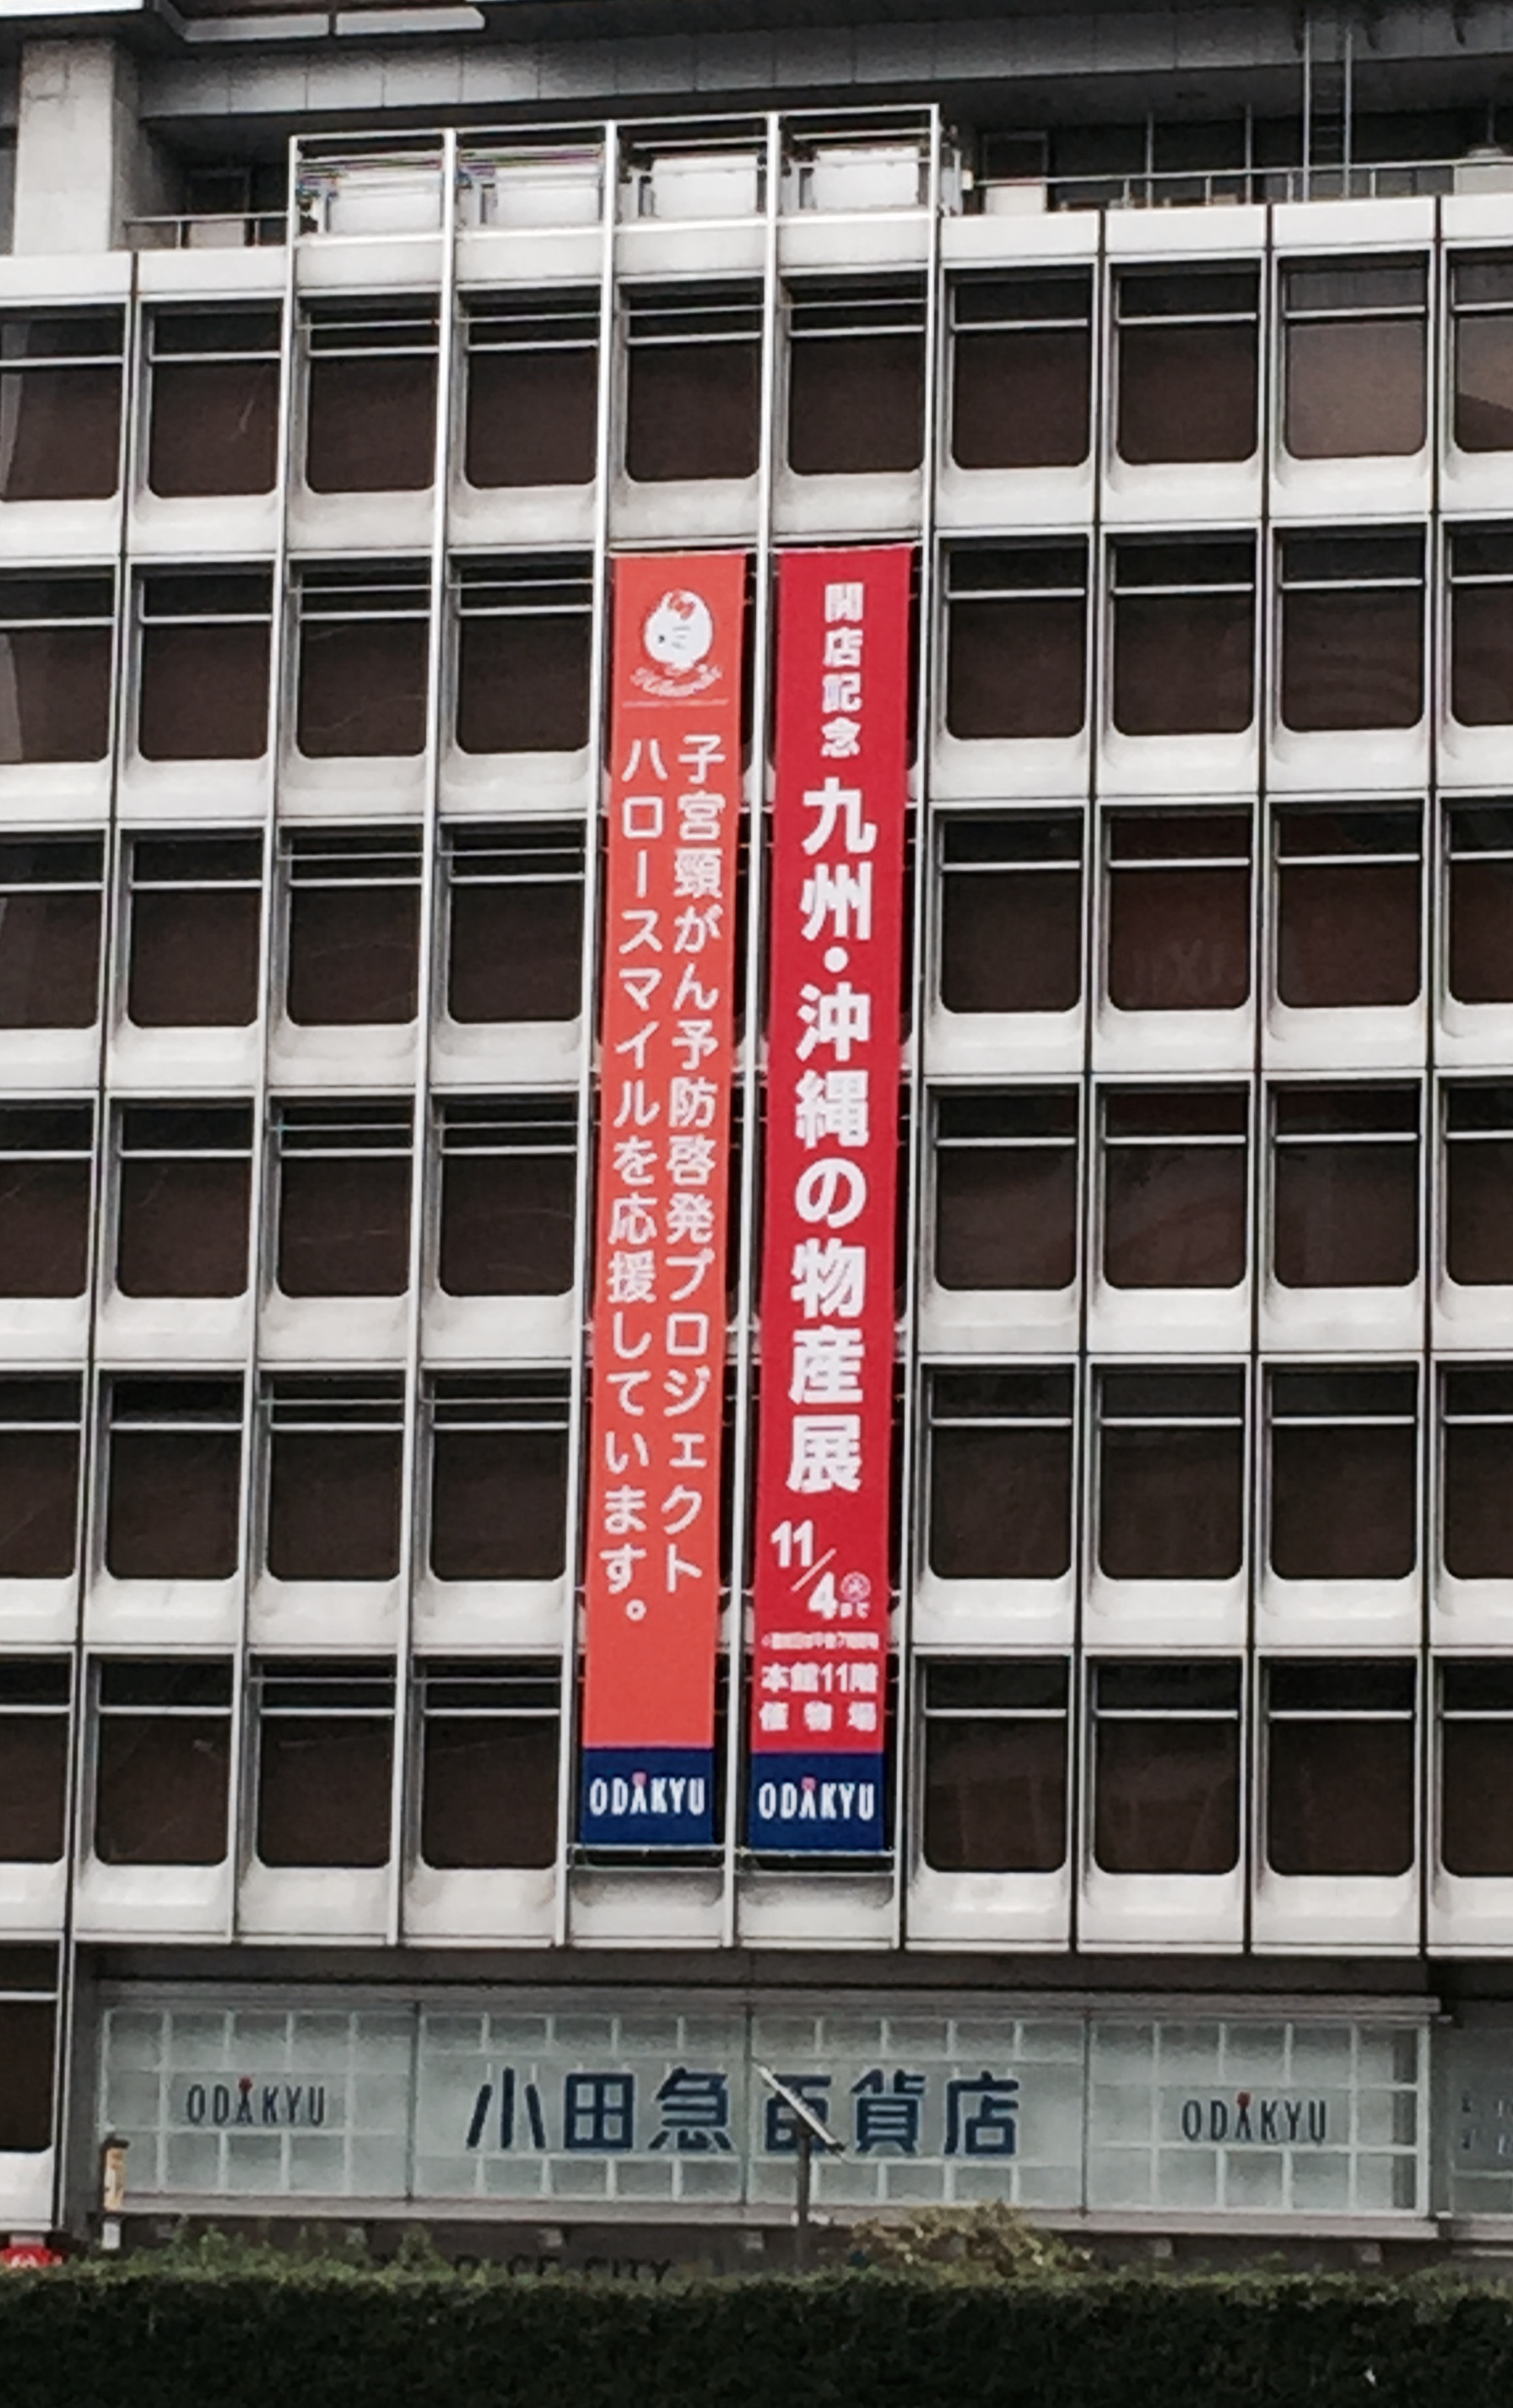 開店記念 九州・沖縄の物産展
11/4㊋まで
本館11階
催物場
ODAKYU
子宮頸がん予防啓発プロジェクト
ハロースマイルを応援しています。
ODAKYU
ODAKYU
小田急百貨店
ODAKYU